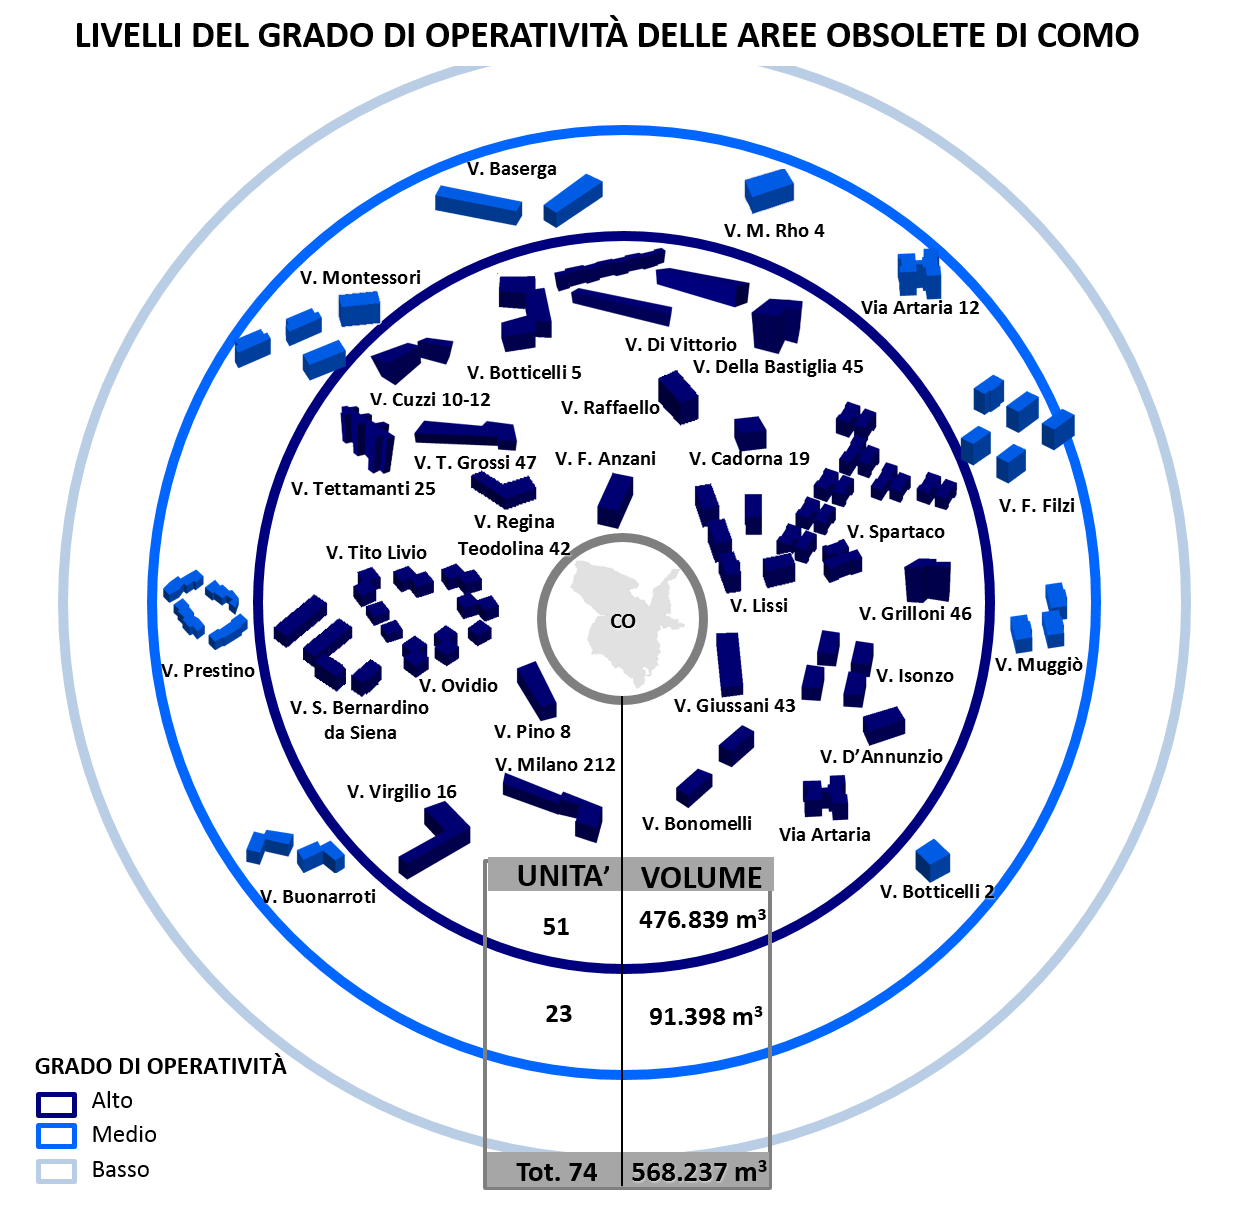 LIVELLI DEL GRADO DI OPERATIVITÀ DELLE AREE OBSOLETE DI COMO
V. Baserga
V. M. Rho 4
V. Montessori
Via Artaria 12
V. Di Vittorio
V. Botticelli 5
V. Della Bastiglia 45
V. Cuzzi 10-12
V. Raffaello
V. T. Grossi 47
V. F. Anzani
V. Cadorna 19
V. Tettamanti 25
V. F. Filzi
V. Regina
Teodolina 42
V. Spartaco
V. Tito Livio
V. Lissi
V. Grilloni 46
CO
V. Prestino
V. Muggiò
V. Isonzo
V. Ovidio
V. S. Bernardino
da Siena
V. Giussani 43
V. Pino 8
V. D’Annunzio
V. Milano 212
V. Virgilio 16
V. Bonomelli
Via Artaria
V. Buonarroti
V. Botticelli 2
UNITA’ VOLUME
51 476.839 m³
23 91.398 m³
Tot. 74 568.237 m³
GRADO DI OPERATIVITÀ
Alto
Medio
Basso